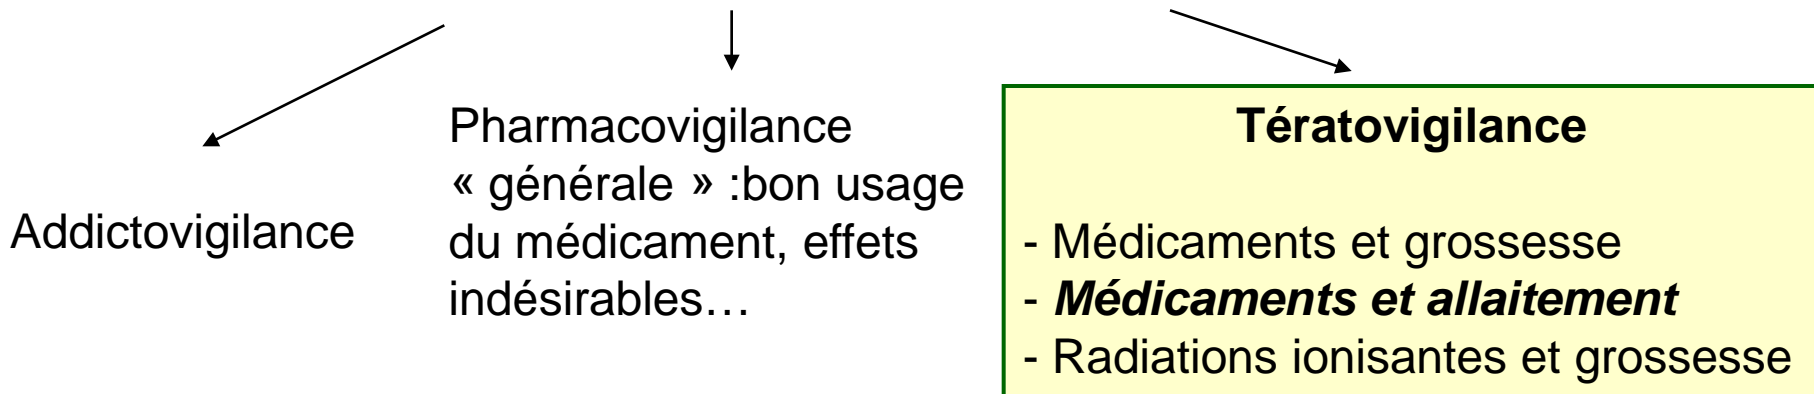 Addictovigilance
Pharmacovigilance
« générale » :bon usage
du médicament, effets
indésirables…
Tératovigilance
- Médicaments et grossesse
- Médicaments et allaitement
- Radiations ionisantes et grossesse